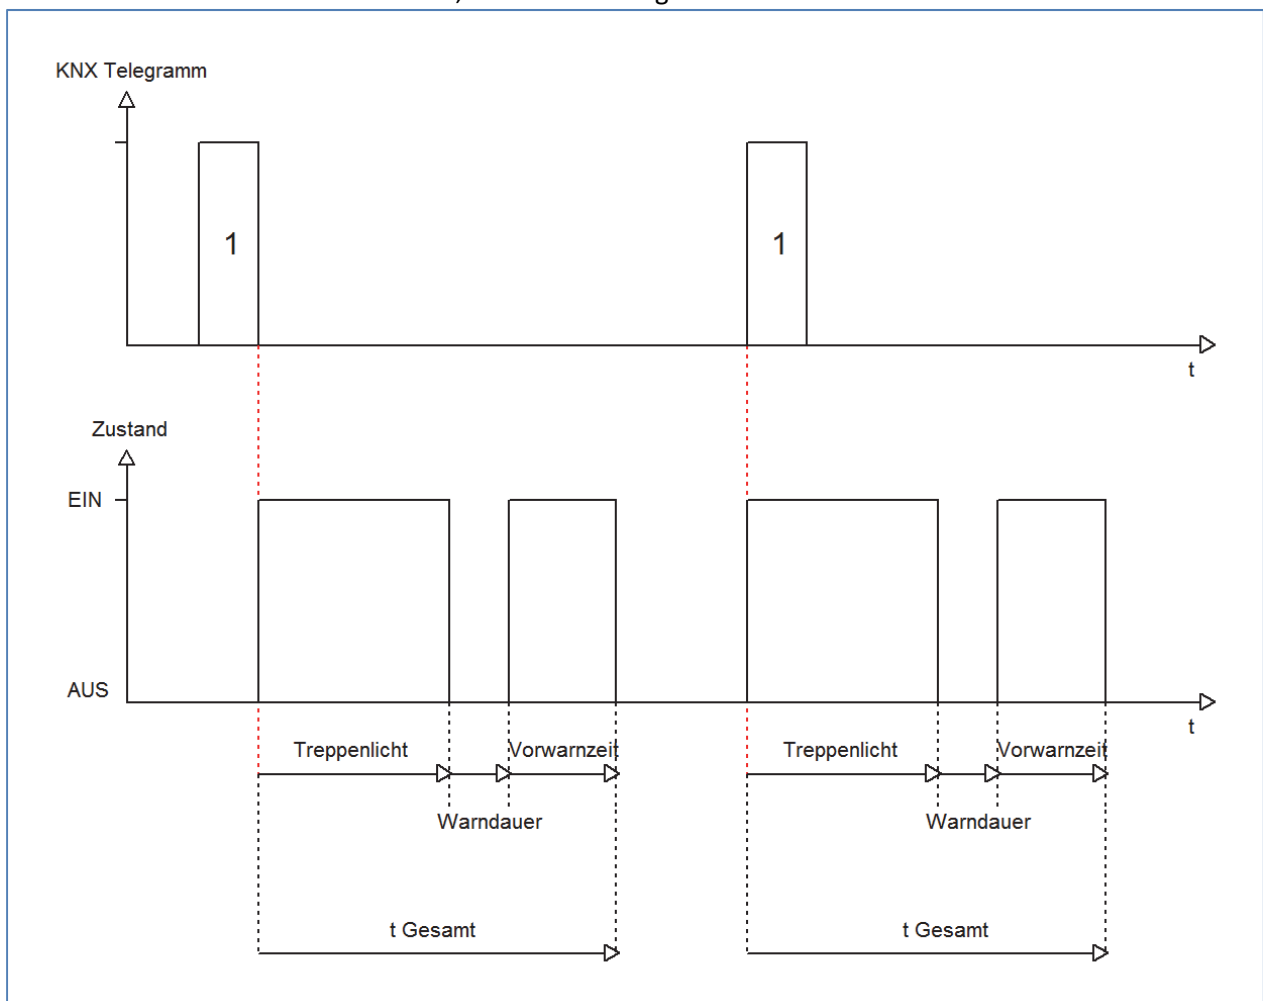 KNX Telegramm
1
1
t
Zustand
EIN
AUS
t
Treppenlicht
Vorwarnzeit
Treppenlicht
Vorwarnzeit
Warndauer
Warndauer
t Gesamt
t Gesamt